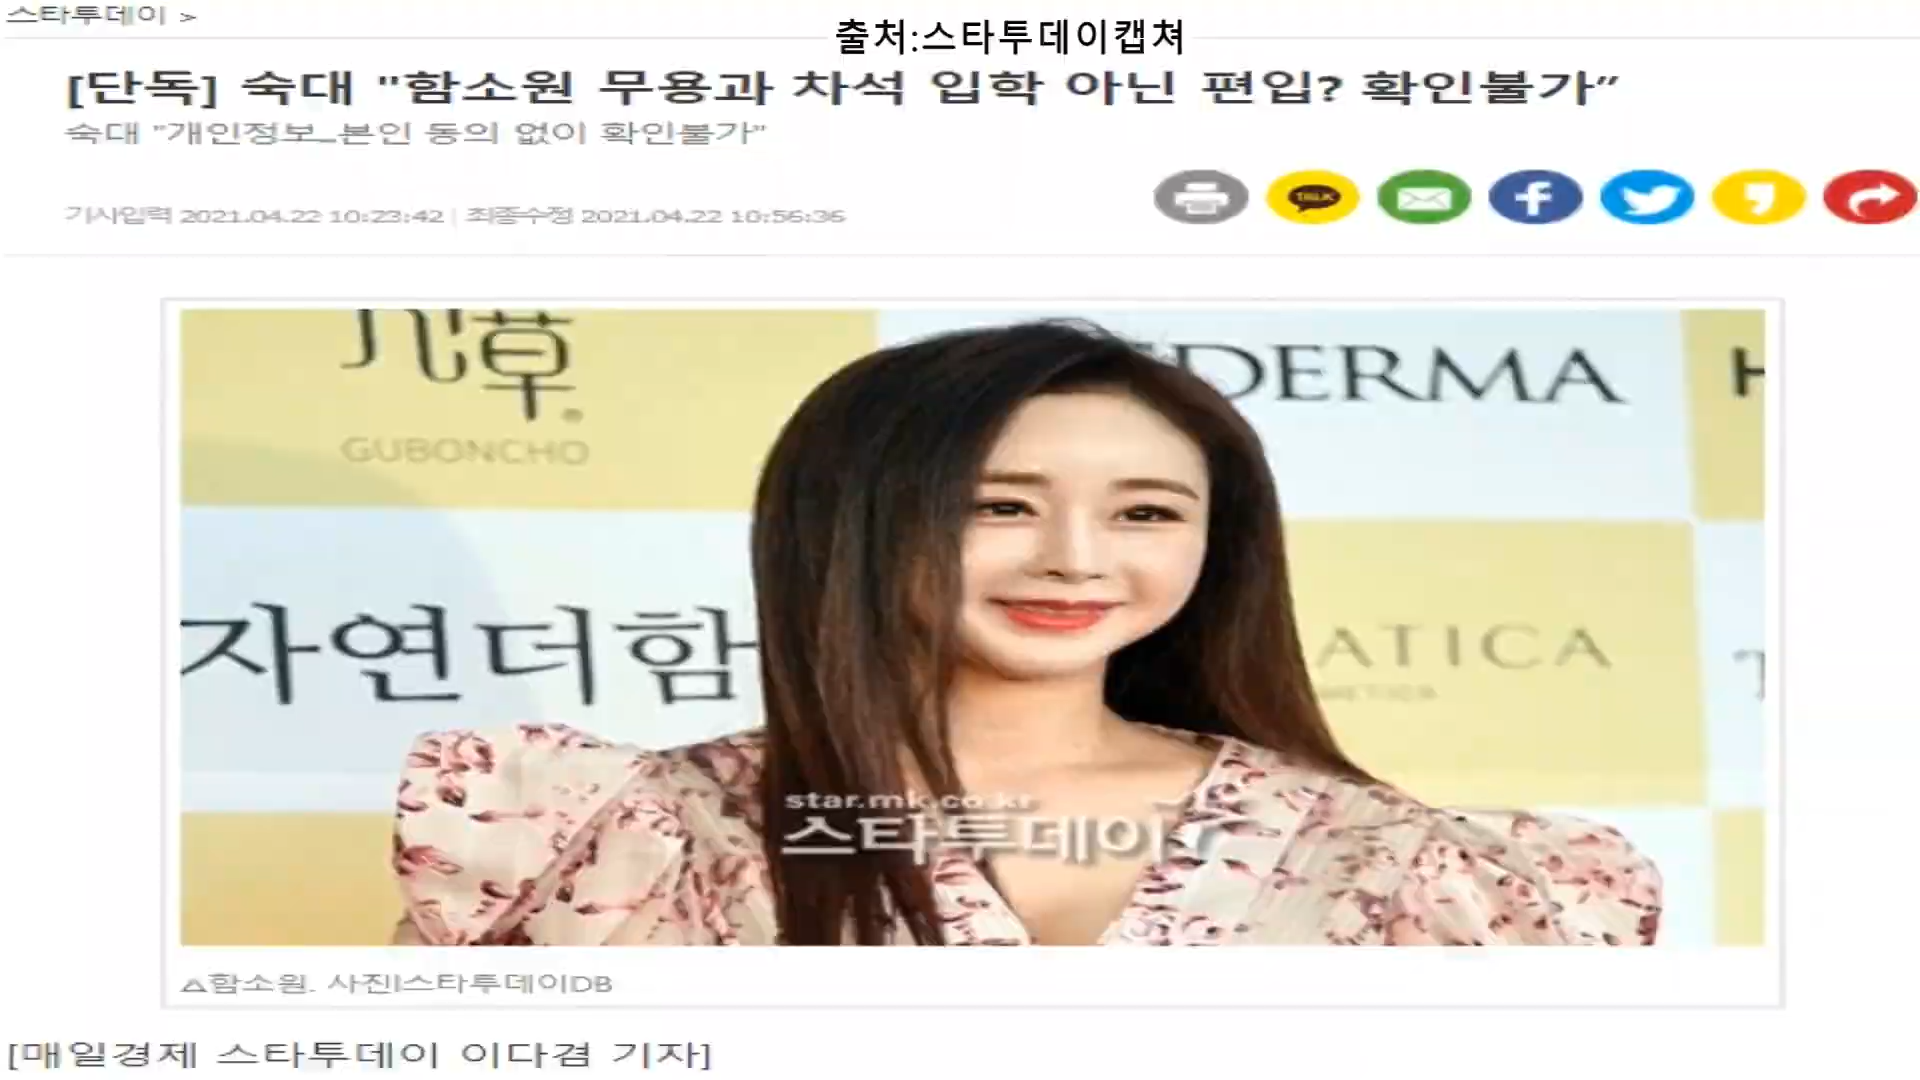 스타투데이 >
출처:스타투데이캡쳐
[단독] 숙대 "함소원 무용과 차석 입학 아닌 편입? 확인불가”
숙대 "개인정보…본인 동의 없이 확인불가”
기사입력 2021.04.22 10:23:42 | 최종수정 2021.04.22 10:56:36
TALK
草
DERMA
GUBONCHO
자연더함
ATICA
star.mk.co.kr
스타투데이
△함소원. 사진|스타투데이DB
[매일경제 스타투데이 이다겸 기자]